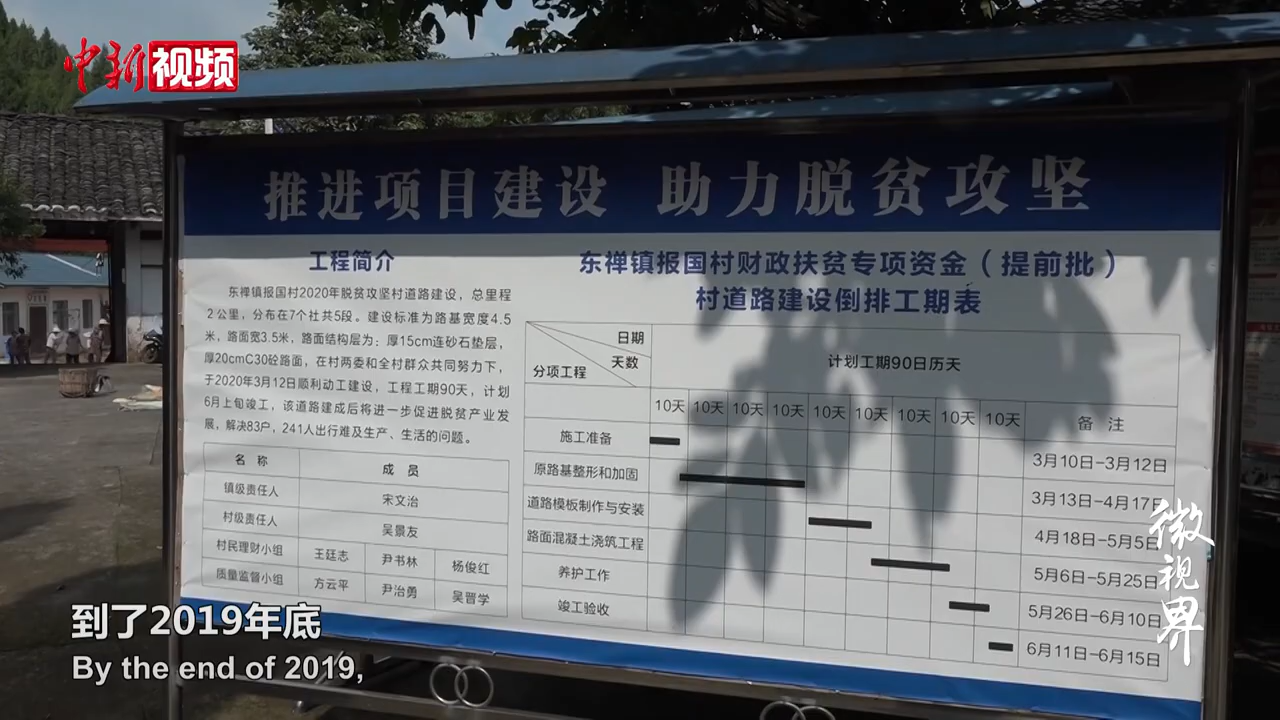 中新视频
推进项目建设 助力脱贫攻坚
工程简介
东禅镇报国村2020年脱贫攻坚村道路建设，总里程
2公里，分布在7个社共5段。建设标准为路基宽度4.5
米，路面宽3.5米，路面结构层为：厚15cm连砂石垫层，
厚20cmC30砼路面，在村两委和全村群众共同努力下，
于2020年3月12日顺利动工建设，工程工期90天，计划
6月上旬竣工，该道路建成后将进一步促进脱贫产业发
展，解决83户，241人出行难及生产、生活的问题。
名 称 成 员
镇级责任人 宋文治
村级责任人 吴景友
村民理财小组 王廷志 尹书林 杨俊红
质量监督小组 方云平 尹治勇 吴晋学
东禅镇报国村财政扶贫专项资金（提前批）
村道路建设倒排工期表
日期
天数
分项工程
计划工期90日历天
10天 10天 10天 10天 10天 10天 10天 10天 10天 备 注
施工准备 3月10日-3月12日
原路基整形和加固 3月13日-4月17日
道路模板制作与安装 4月18日-5月5日
路面混凝土浇筑工程 5月6日-5月25日
养护工作 5月26日-6月10日
竣工验收 6月11日-6月15日
微视界
到了2019年底
By the end of 2019,